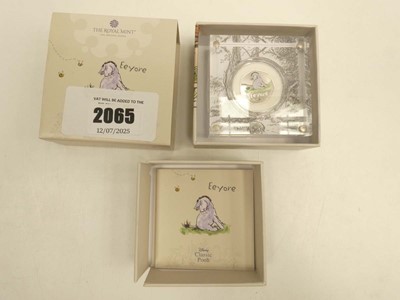 THE ROYAL MINT
Eeyore
VAT WILL BE ADDED TO THE
2065
12/07/2025
Eeyore
Disney
Classic
Pooh